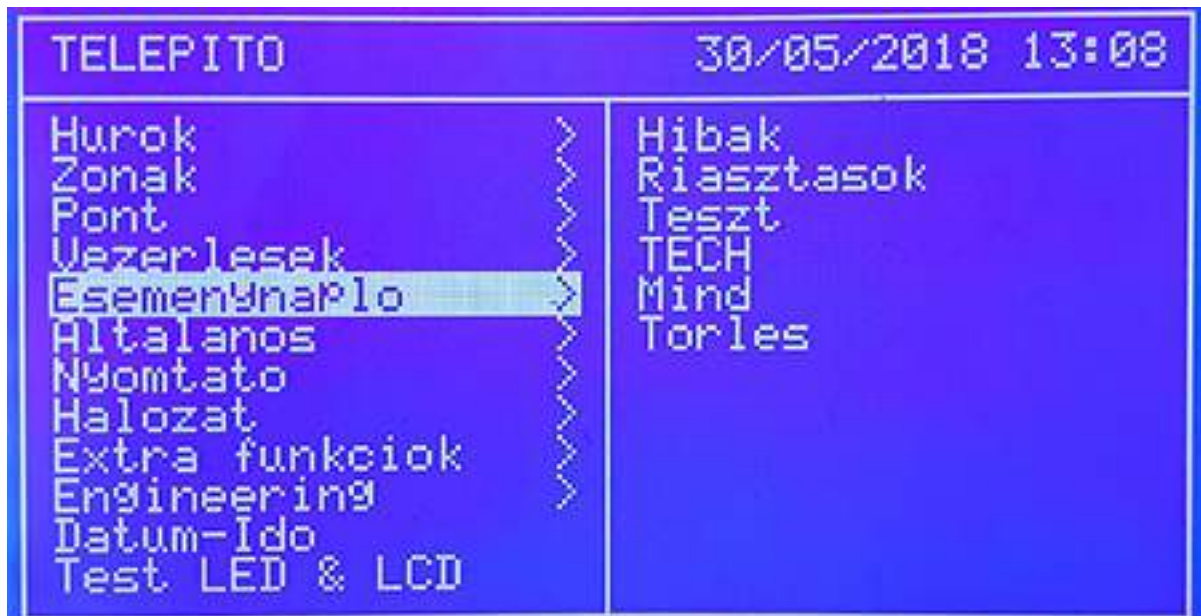 TELEPITO 30/05/2018 13:08
Hurok >
Zonak >
Pont >
Vezerlesek >
Esemenynaplo >
Altalanos >
Nyomtato >
Halozat >
Extra funkciok >
Engineering >
Datum-Ido
Test LED & LCD
Hibak
Riasztasok
Teszt
TECH
Mind
Torles